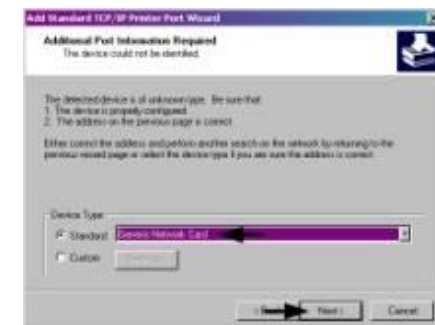 Add Standard TCP/IP Printer Port Wizard
Additional Port Information Required
The device could not be identified.
The detected device is of unknown type. Be sure that:
1. The device is properly configured.
2. The address on the previous page is correct.
Either correct the address and perform another search on the network by returning to the
previous wizard page or select the device type if you are sure the address is correct.
Device Type
Standard Generic Network Card
Custom
Next >
Cancel